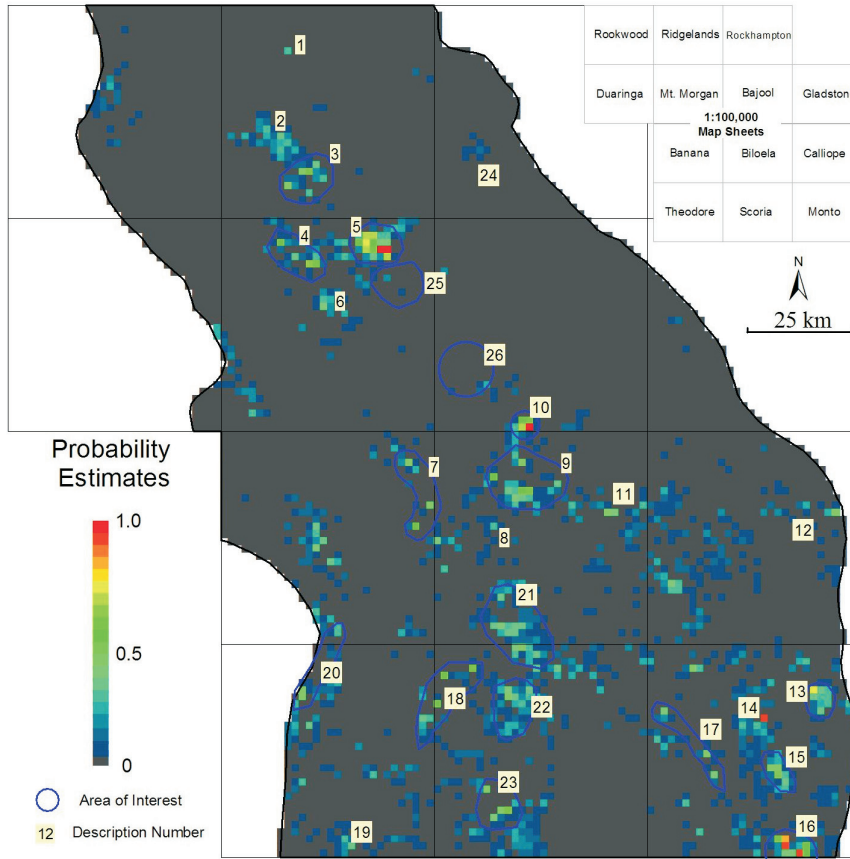 Rookwood Ridgelands Rockhampton
Duaringa Mt. Morgan Bajool Gladston
1:100,000
Map Sheets
Banana Biloela Calliope
Theodore Scoria Monto
N
25 km
1
2
3
24
4
5
25
6
26
10
7
9
11
8
12
21
20
18
22
13
14
17
15
23
19
16
Probability
Estimates
1.0
0.5
0
Area of Interest
12 Description Number